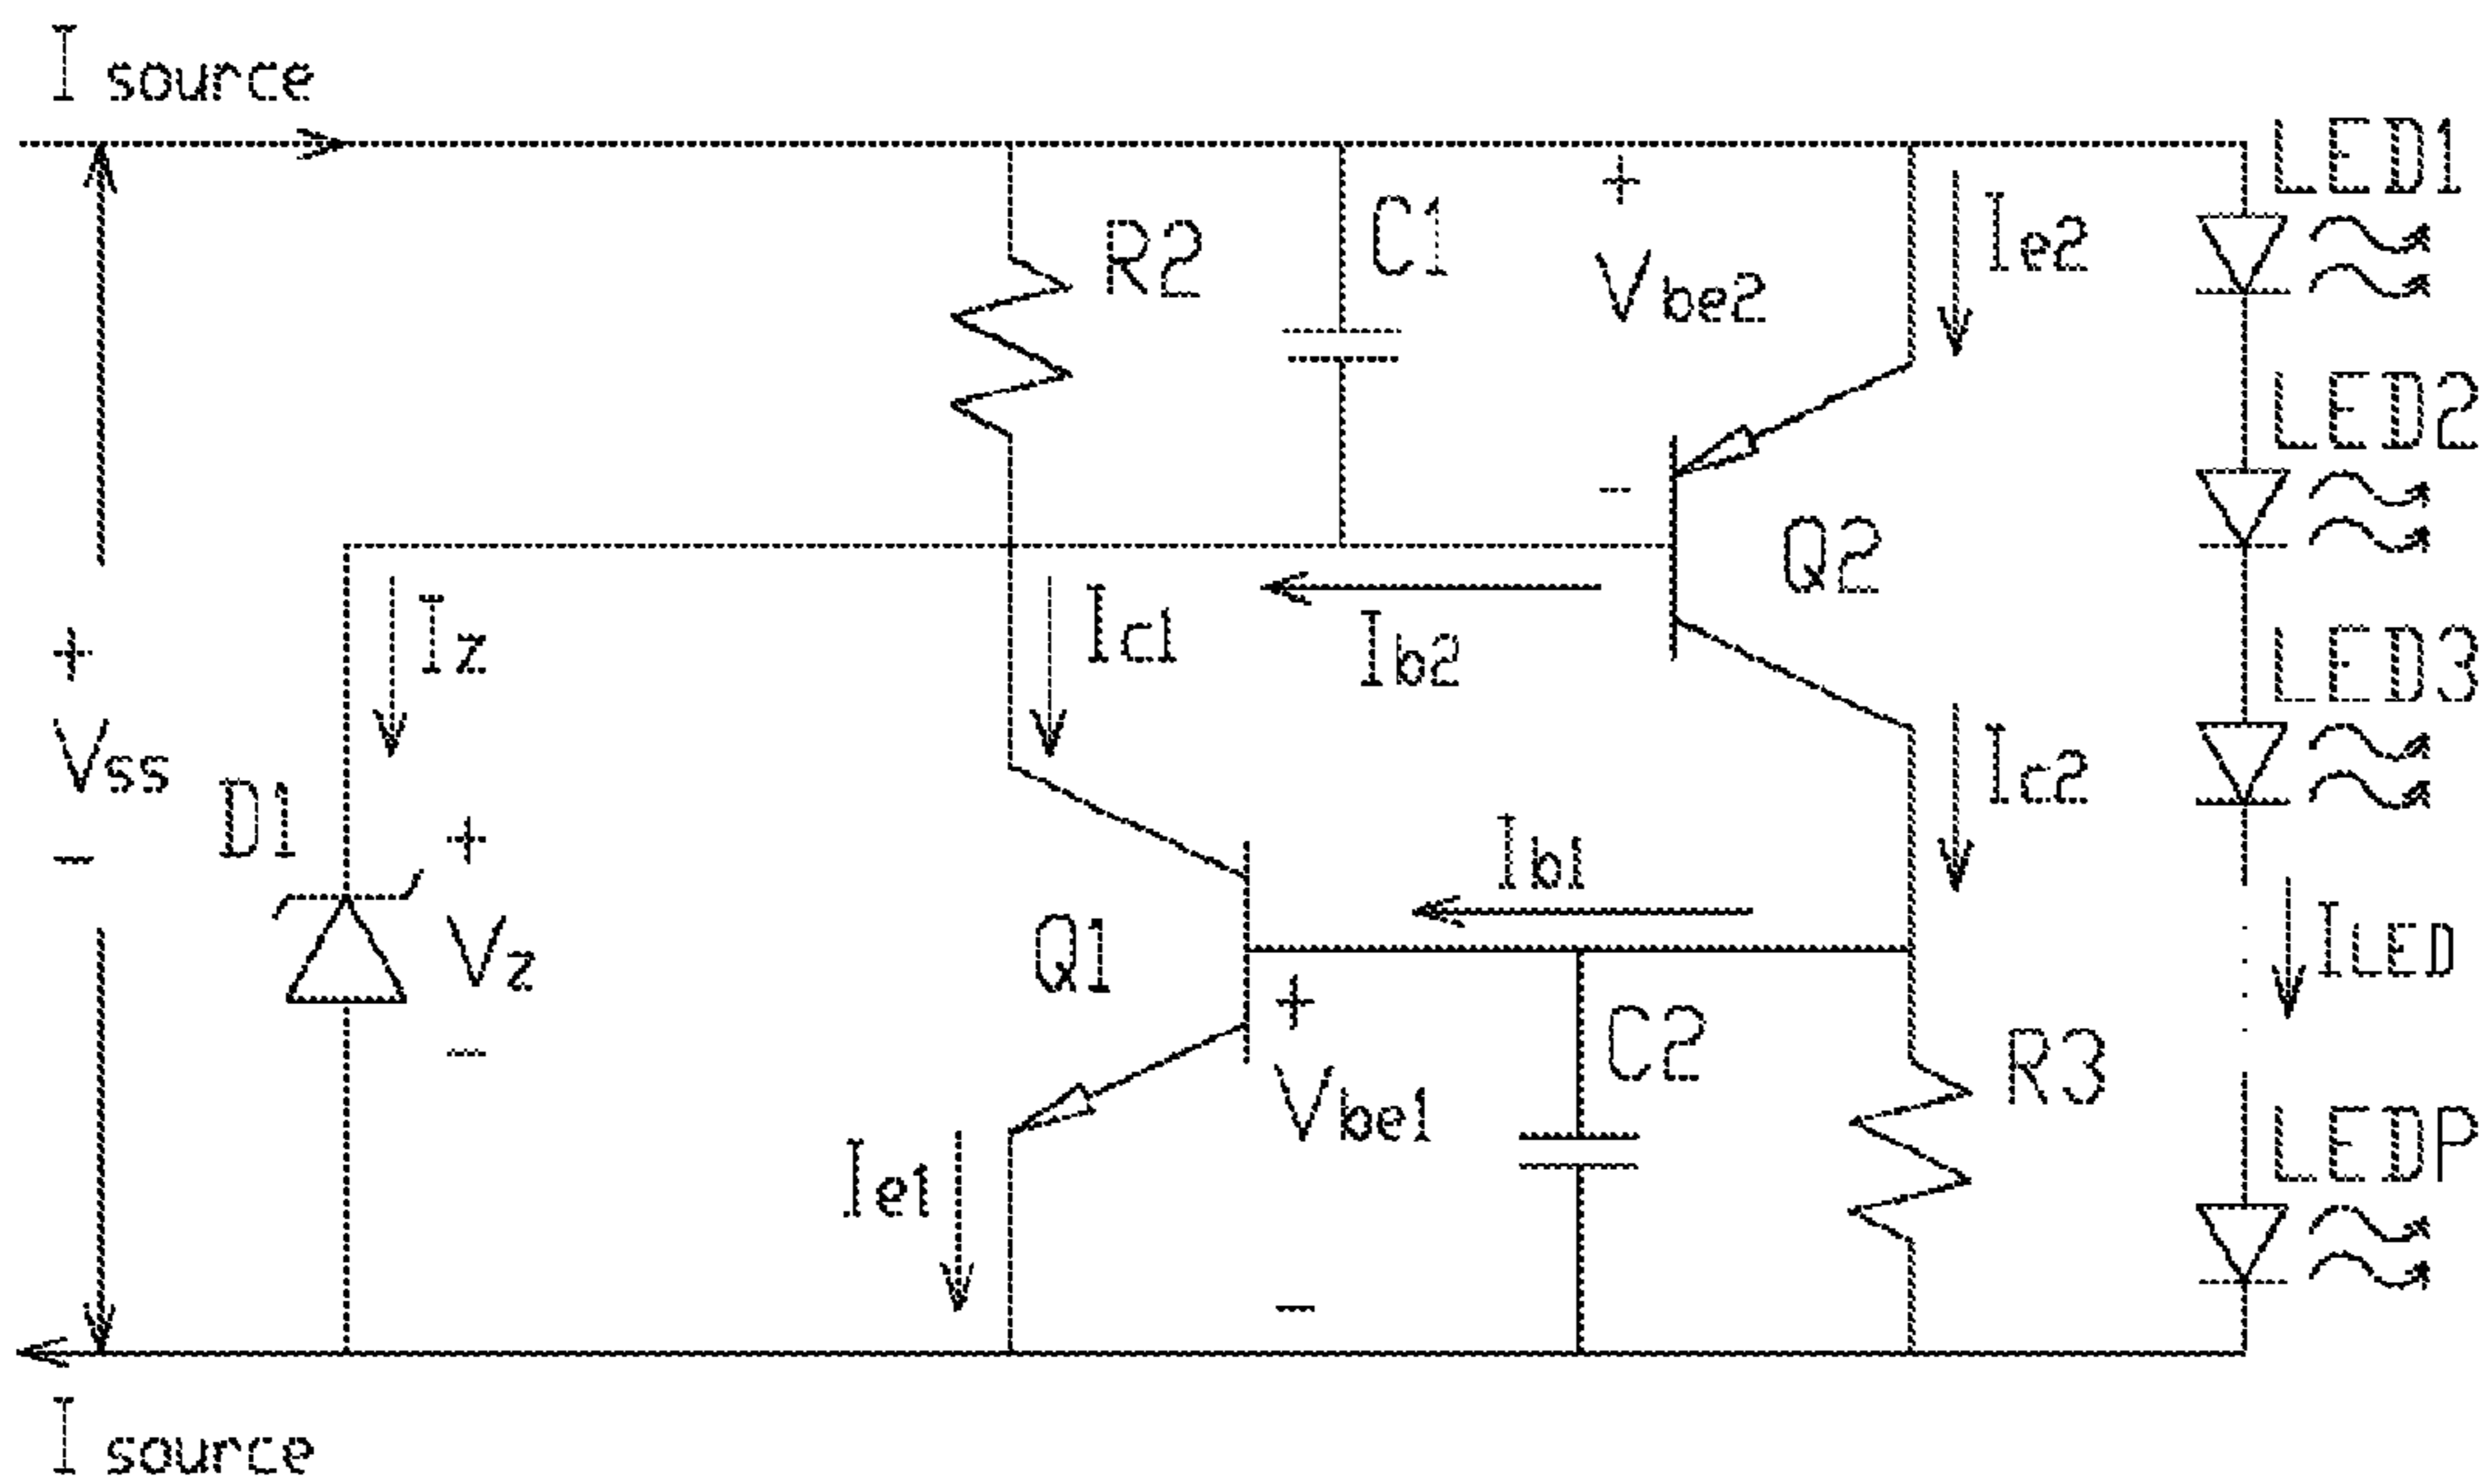 I source
LED1
R2
C1
+
Vbe2
-
Ie2
LED2
Q2
Iz
Ic1
Ib2
LED3
+
Vss
-
D1
+
Vz
-
Ic2
Ib1
Q1
ILED
+
Vbe1
-
C2
R3
Ie1
LEDP
I source